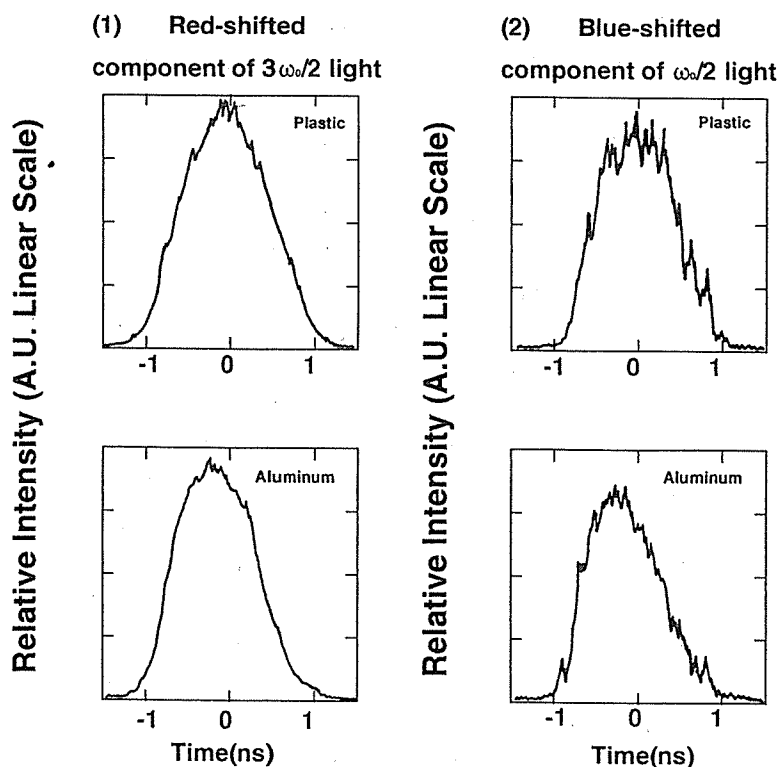 (1) Red-shifted
component of 3ω₀/2 light
(2) Blue-shifted
component of ω₀/2 light
Relative Intensity (A.U. Linear Scale)
Plastic
-1 0 1
Aluminum
-1 0 1
Time(ns)
Relative Intensity (A.U. Linear Scale)
Plastic
-1 0 1
Aluminum
-1 0 1
Time(ns)